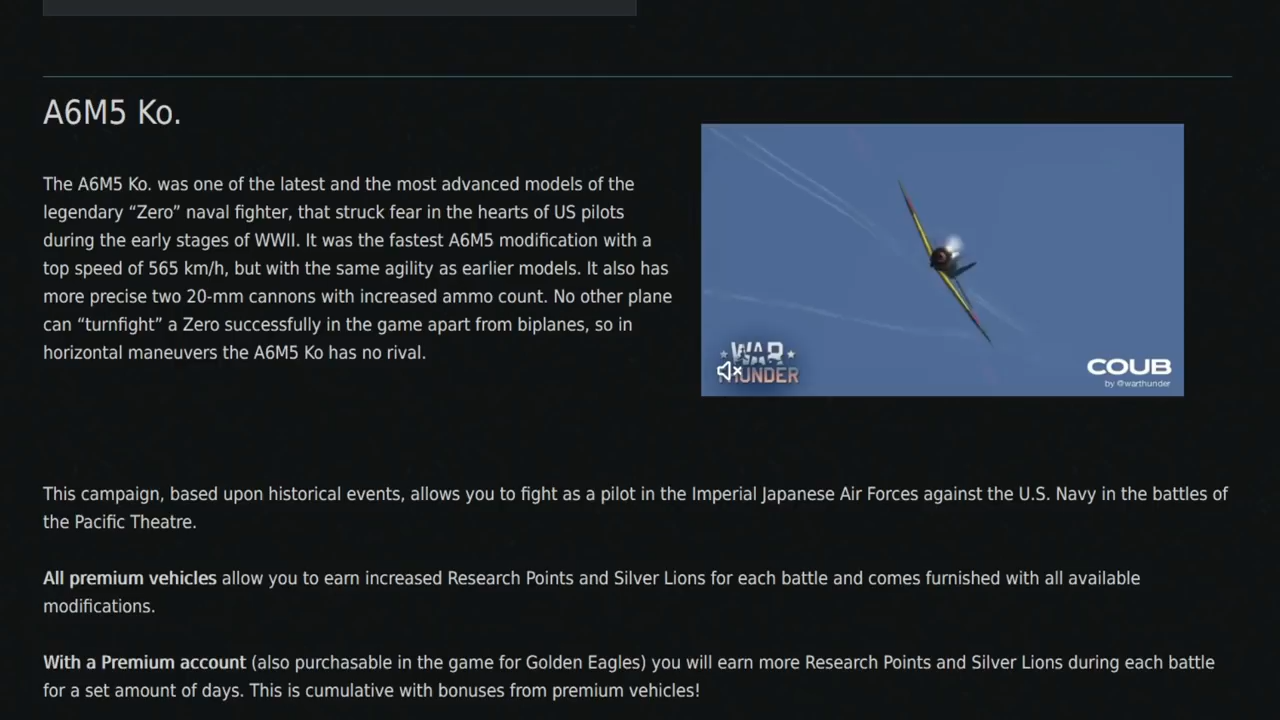 A6M5 Ko.
The A6M5 Ko. was one of the latest and the most advanced models of the
legendary “Zero” naval fighter, that struck fear in the hearts of US pilots
during the early stages of WWII. It was the fastest A6M5 modification with a
top speed of 565 km/h, but with the same agility as earlier models. It also has
more precise two 20-mm cannons with increased ammo count. No other plane
can “turnfight” a Zero successfully in the game apart from biplanes, so in
horizontal maneuvers the A6M5 Ko has no rival.
WAR
THUNDER
COUB
by @warthunder
This campaign, based upon historical events, allows you to fight as a pilot in the Imperial Japanese Air Forces against the U.S. Navy in the battles of
the Pacific Theatre.
All premium vehicles allow you to earn increased Research Points and Silver Lions for each battle and comes furnished with all available
modifications.
With a Premium account (also purchasable in the game for Golden Eagles) you will earn more Research Points and Silver Lions during each battle
for a set amount of days. This is cumulative with bonuses from premium vehicles!